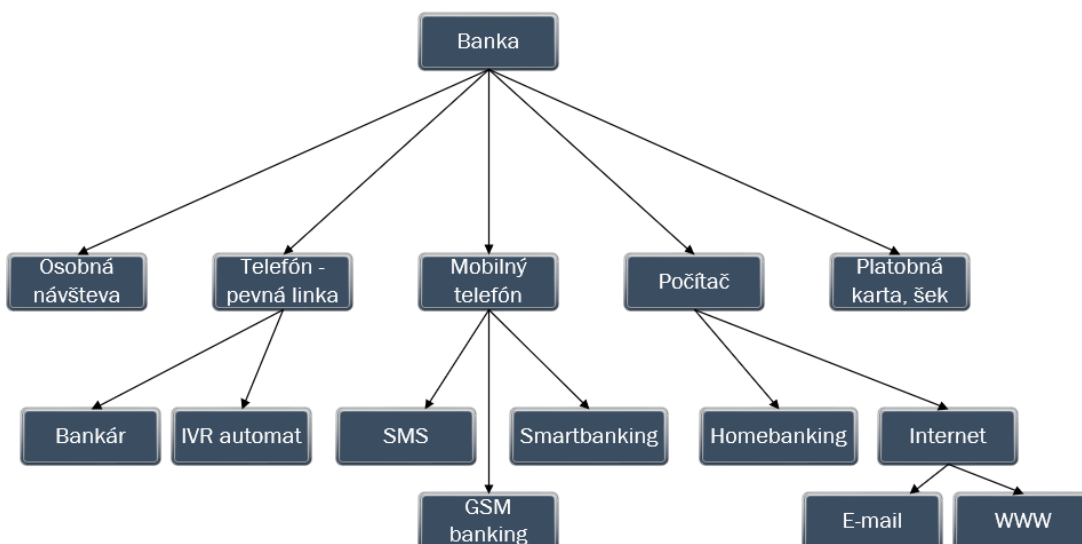 Banka
Osobná
návšteva
Telefón -
pevná linka
Mobilný
telefón
Počítač
Platobná
karta, šek
Bankár
IVR automat
SMS
Smartbanking
Homebanking
Internet
GSM
banking
E-mail
WWW